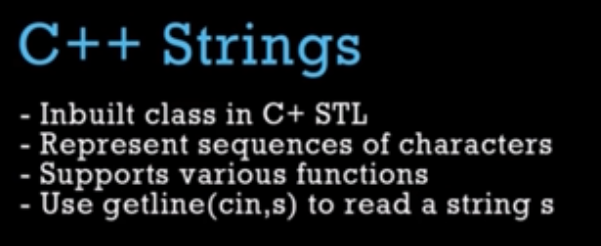 C++ Strings
- Inbuilt class in C+ STL
- Represent sequences of characters
- Supports various functions
- Use getline(cin,s) to read a string s